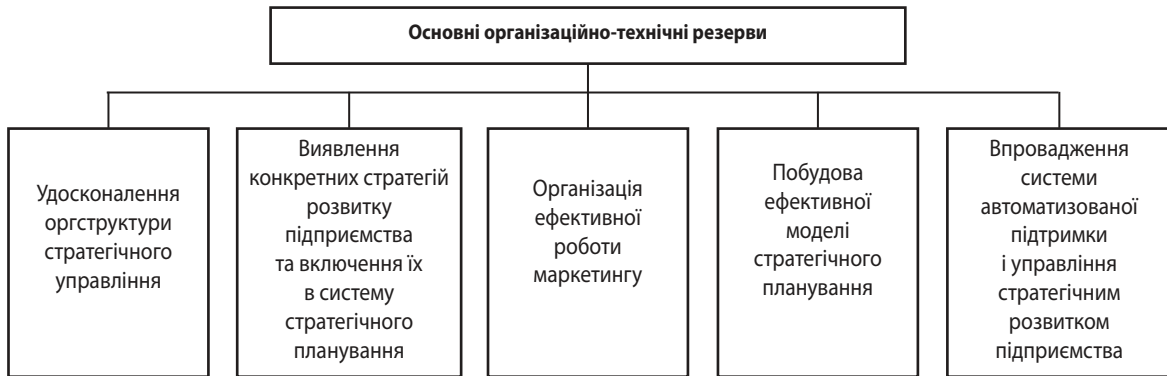 Основні організаційно-технічні резерви
Удосконалення
оргструктури
стратегічного
управління
Виявлення
конкретних стратегій
розвитку
підприємства
та включення їх
в систему
стратегічного
планування
Організація
ефективної
роботи
маркетингу
Побудова
ефективної
моделі
стратегічного
планування
Впровадження
системи
автоматизованої
підтримки
і управління
стратегічним
розвитком
підприємства